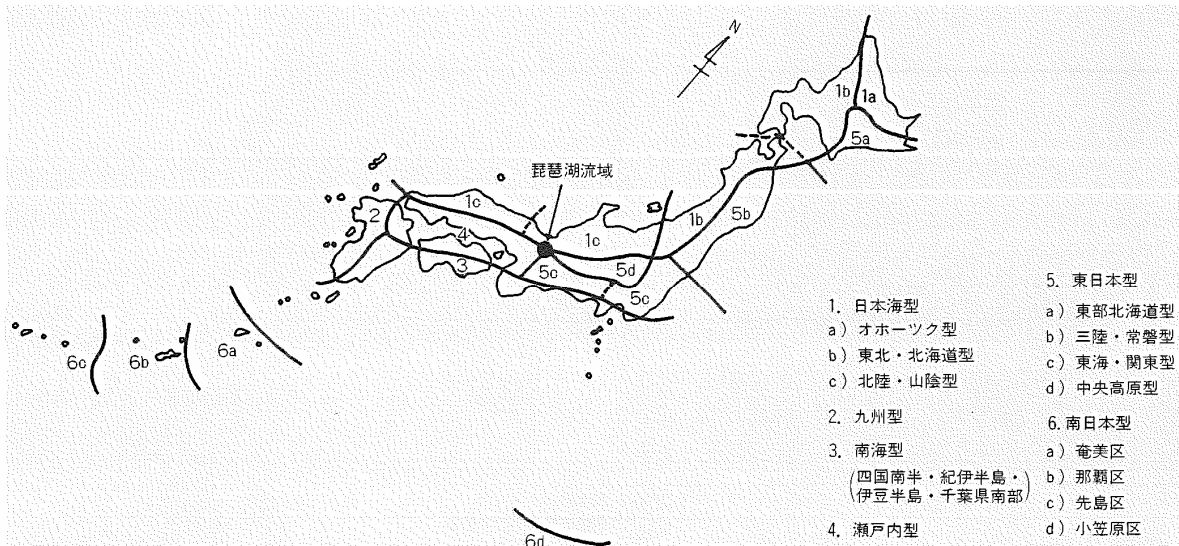 N
1b
1a
5a
琵琶湖流域
1c
2
4
3
1b
5b
1c
5d
5c
5c
6a
6b
6c
6d
1. 日本海型
a) オホーツク型
b) 東北・北海道型
c) 北陸・山陰型
2. 九州型
3. 南海型
(四国南半・紀伊半島・
伊豆半島・千葉県南部)
4. 瀬戸内型
5. 東日本型
a) 東部北海道型
b) 三陸・常磐型
c) 東海・関東型
d) 中央高原型
6. 南日本型
a) 奄美区
b) 那覇区
c) 先島区
d) 小笠原区